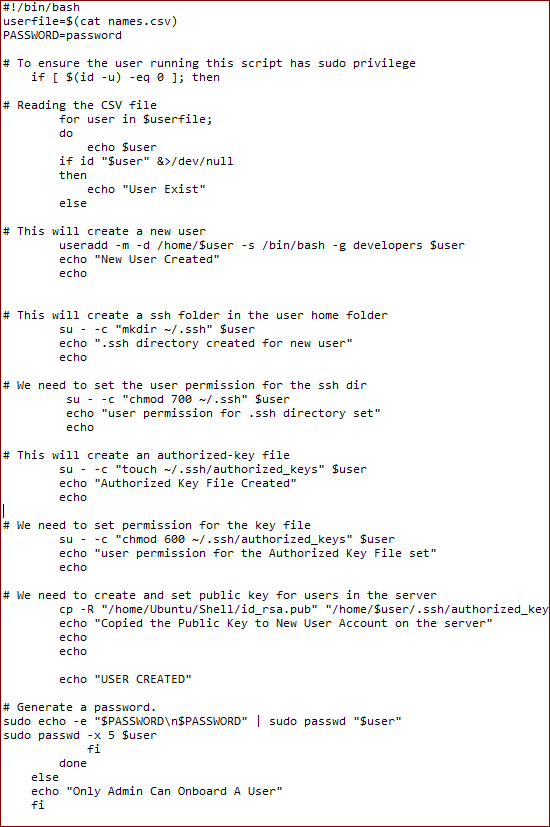 #!/bin/bash
userfile=$(cat names.csv)
PASSWORD=password
# To ensure the user running this script has sudo privilege
if [ $(id -u) -eq 0 ]; then
# Reading the CSV file
for user in $userfile;
do
echo $user
if id "$user" &>/dev/null
then
echo "User Exist"
else
# This will create a new user
useradd -m -d /home/$user -s /bin/bash -g developers $user
echo "New User Created"
echo
# This will create a ssh folder in the user home folder
su - -c "mkdir ~/.ssh" $user
echo ".ssh directory created for new user"
echo
# We need to set the user permission for the ssh dir
su - -c "chmod 700 ~/.ssh" $user
echo "user permission for .ssh directory set"
echo
# This will create an authorized-key file
su - -c "touch ~/.ssh/authorized_keys" $user
echo "Authorized Key File Created"
echo
# We need to set permission for the key file
su - -c "chmod 600 ~/.ssh/authorized_keys" $user
echo "user permission for the Authorized Key File set"
echo
# We need to create and set public key for users in the server
cp -R "/home/Ubuntu/Shell/id_rsa.pub" "/home/$user/.ssh/authorized_key
echo "Copied the Public Key to New User Account on the server"
echo
echo
echo "USER CREATED"
# Generate a password.
sudo echo -e "$PASSWORD\n$PASSWORD" | sudo passwd "$user"
sudo passwd -x 5 $user
fi
done
else
echo "Only Admin Can Onboard A User"
fi